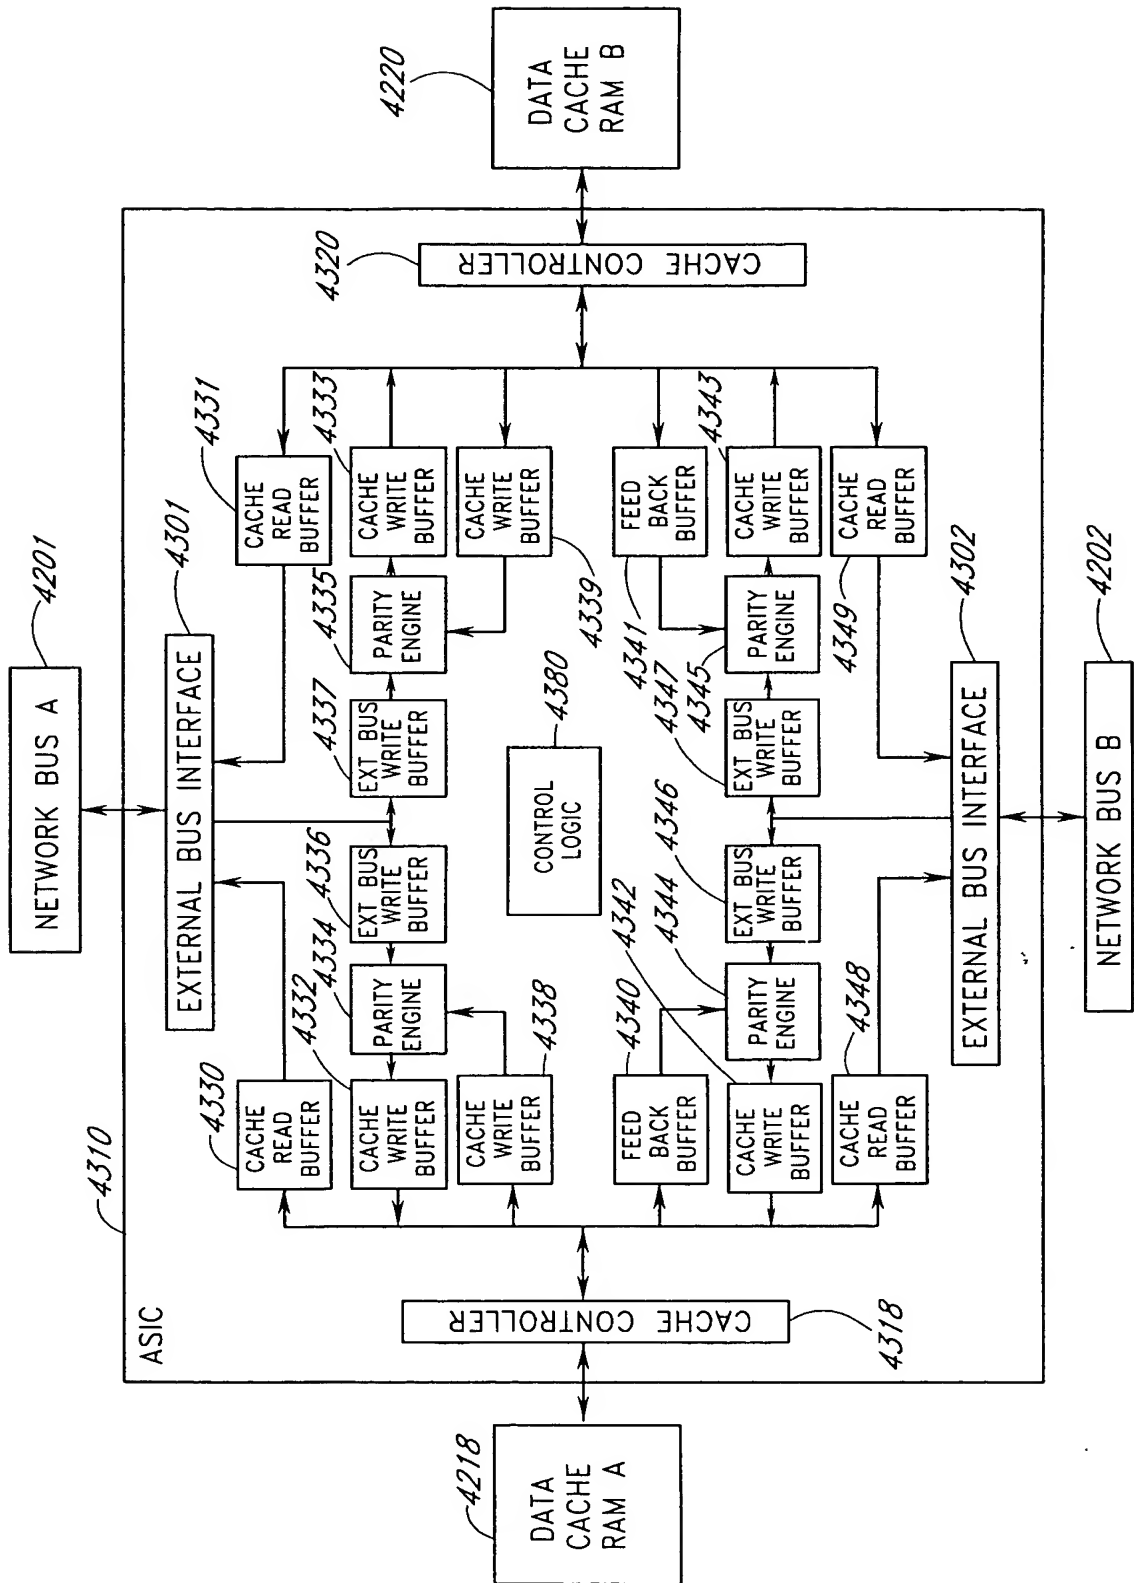 4201
NETWORK BUS A
4310
ASIC
4301
EXTERNAL BUS INTERFACE
4330
CACHE
READ
BUFFER
4331
CACHE
READ
BUFFER
4332
CACHE
WRITE
BUFFER
4334
PARITY
ENGINE
4336
EXT BUS
WRITE
BUFFER
4337
EXT BUS
WRITE
BUFFER
4335
PARITY
ENGINE
4333
CACHE
WRITE
BUFFER
4338
CACHE
WRITE
BUFFER
4339
CACHE
WRITE
BUFFER
4218
DATA
CACHE
RAM A
4318
CACHE CONTROLLER
4380
CONTROL
LOGIC
4320
CACHE CONTROLLER
4220
DATA
CACHE
RAM B
4340
FEED
BACK
BUFFER
4341
FEED
BACK
BUFFER
4342
CACHE
WRITE
BUFFER
4344
PARITY
ENGINE
4346
EXT BUS
WRITE
BUFFER
4347
EXT BUS
WRITE
BUFFER
4345
PARITY
ENGINE
4343
CACHE
WRITE
BUFFER
4348
CACHE
READ
BUFFER
4349
CACHE
READ
BUFFER
4302
EXTERNAL BUS INTERFACE
4202
NETWORK BUS B